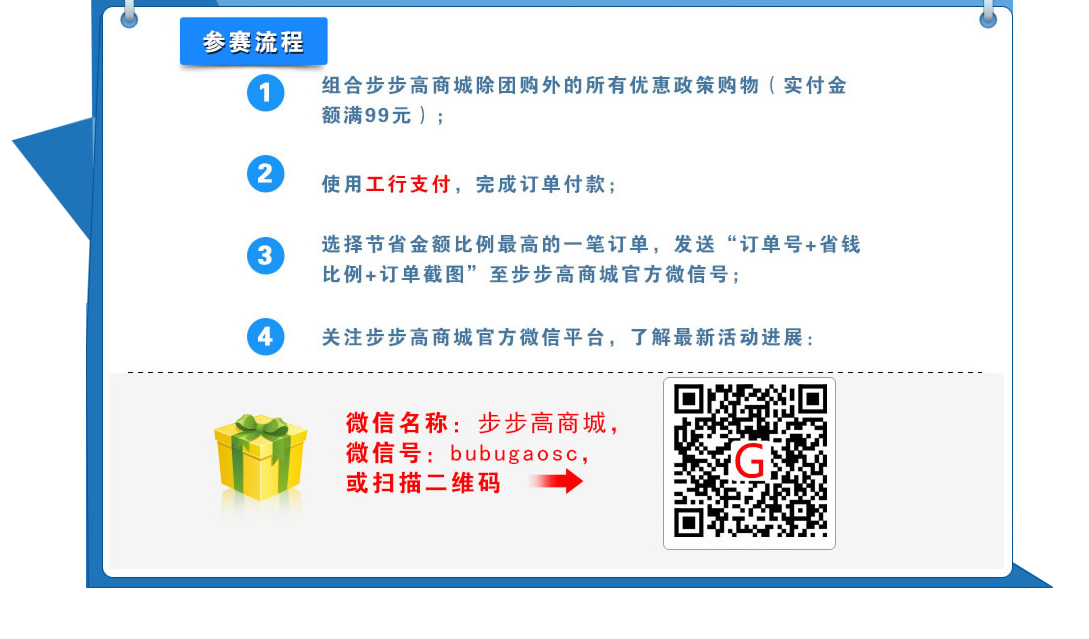 参赛流程
1 组合步步高商城除团购外的所有优惠政策购物（实付金
额满99元）;
2 使用工行支付，完成订单付款;
3 选择节省金额比例最高的一笔订单，发送“订单号+省钱
比例+订单截图”至步步高商城官方微信号;
4 关注步步高商城官方微信平台，了解最新活动进展：
微信名称：步步高商城，
微信号：bubugaosc，
或扫描二维码
G